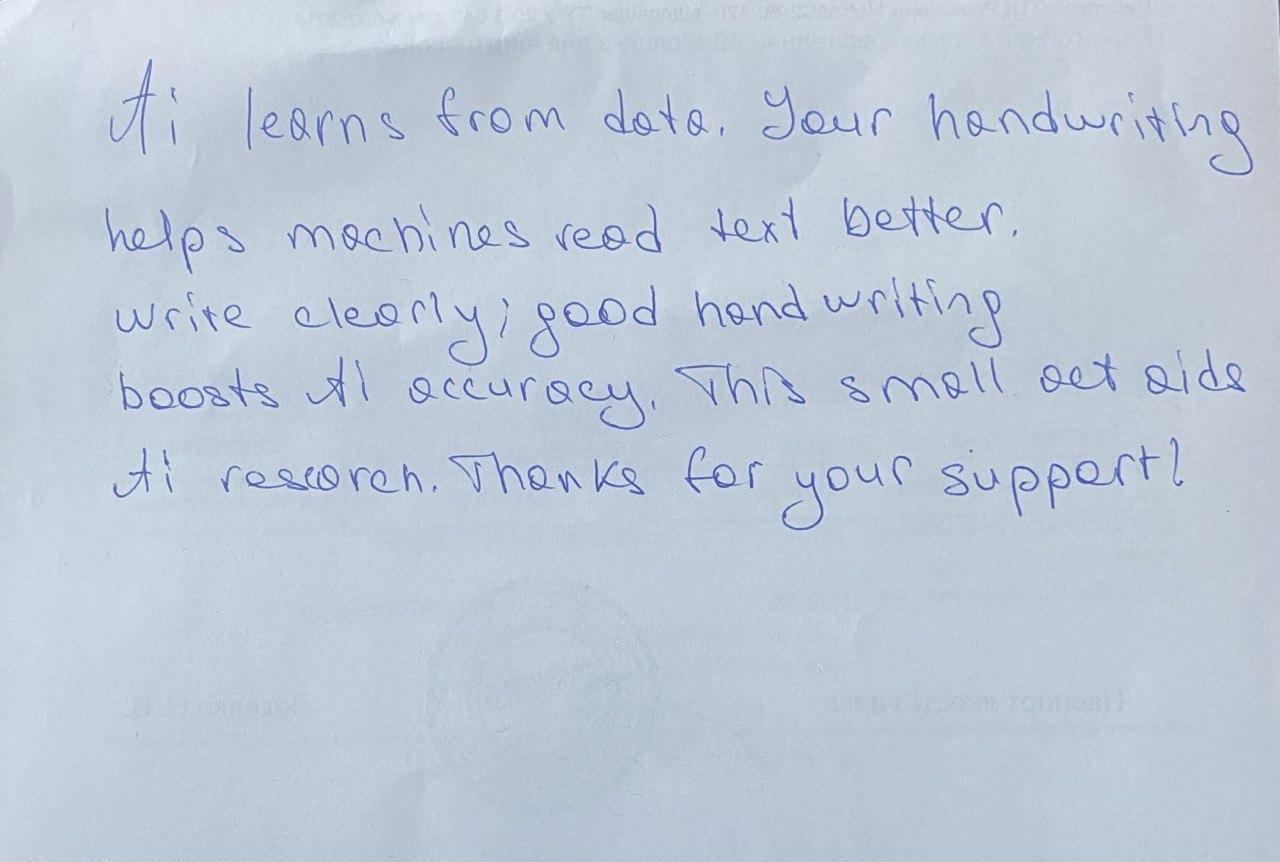 Ai learns from data. Your handwriting
helps machines read text better.
write clearly; good handwriting
boosts AI accuracy. This small act aids
Ai research. Thanks for your support!